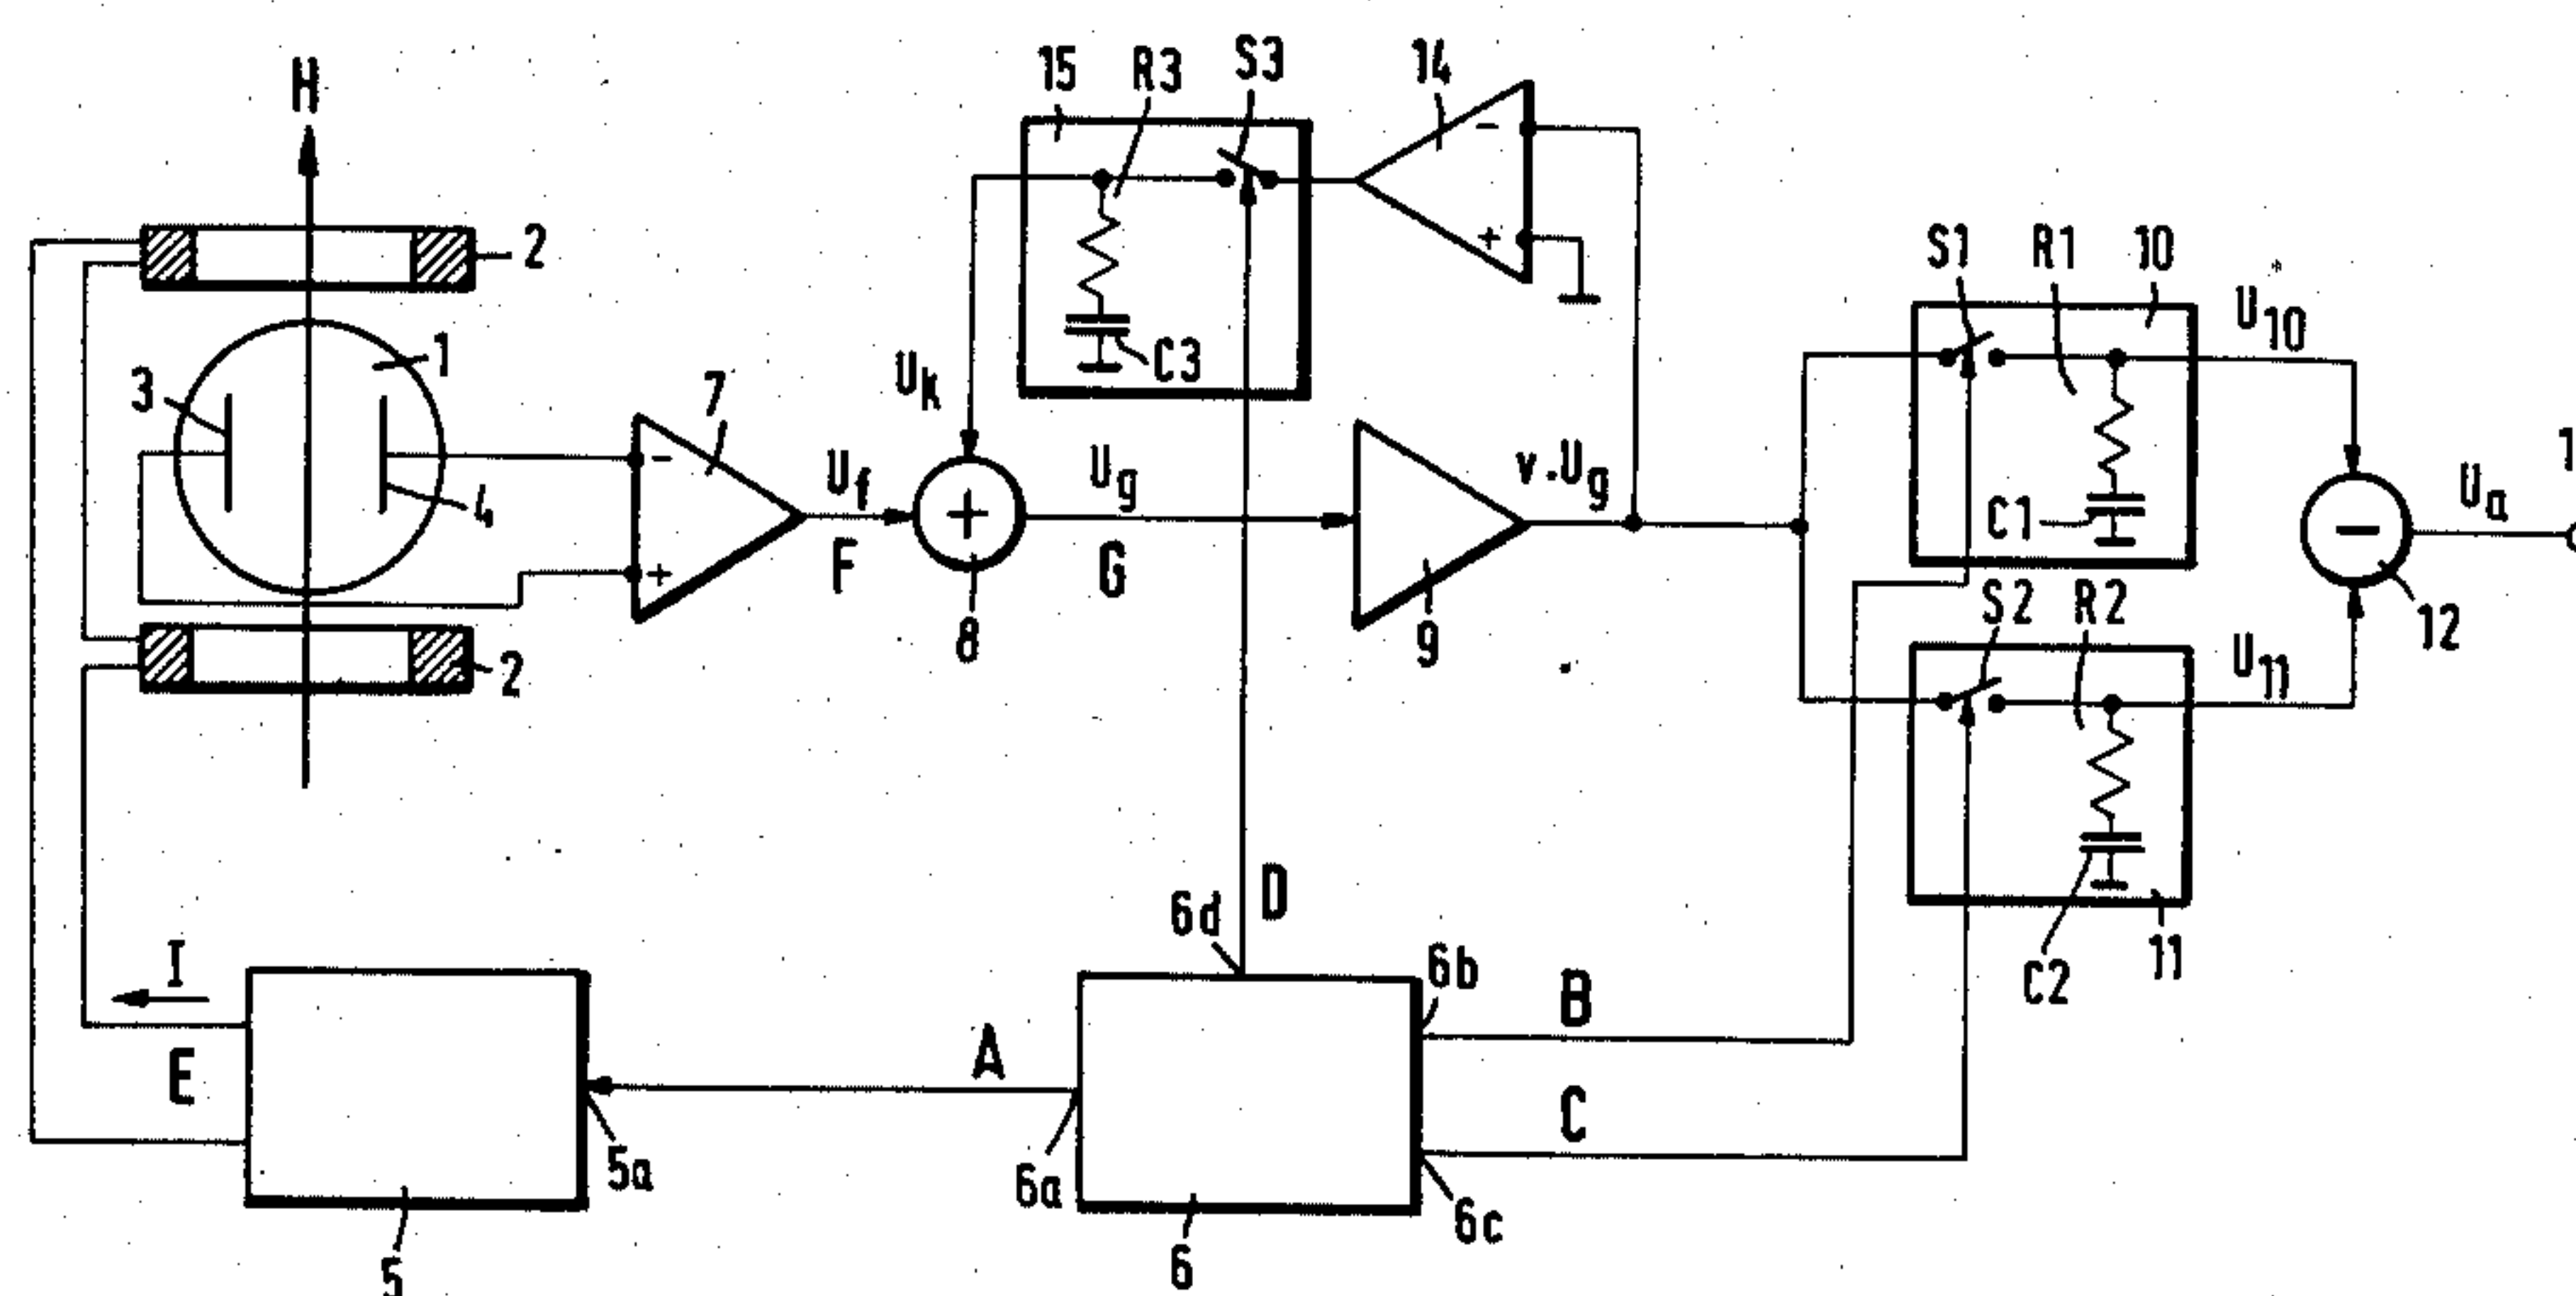 H
15 R3 S3 14
−
+
2
S1 R1 10
U10
1
3
4
C3
Uk
7
−
+
Uf
F
+
8
Ug
G
v.Ug
9
C1
Ua
−
12
S2 R2
U11
2
C2
11
6d D
6b
B
I
E
A
C
5a
6a
6c
5
6